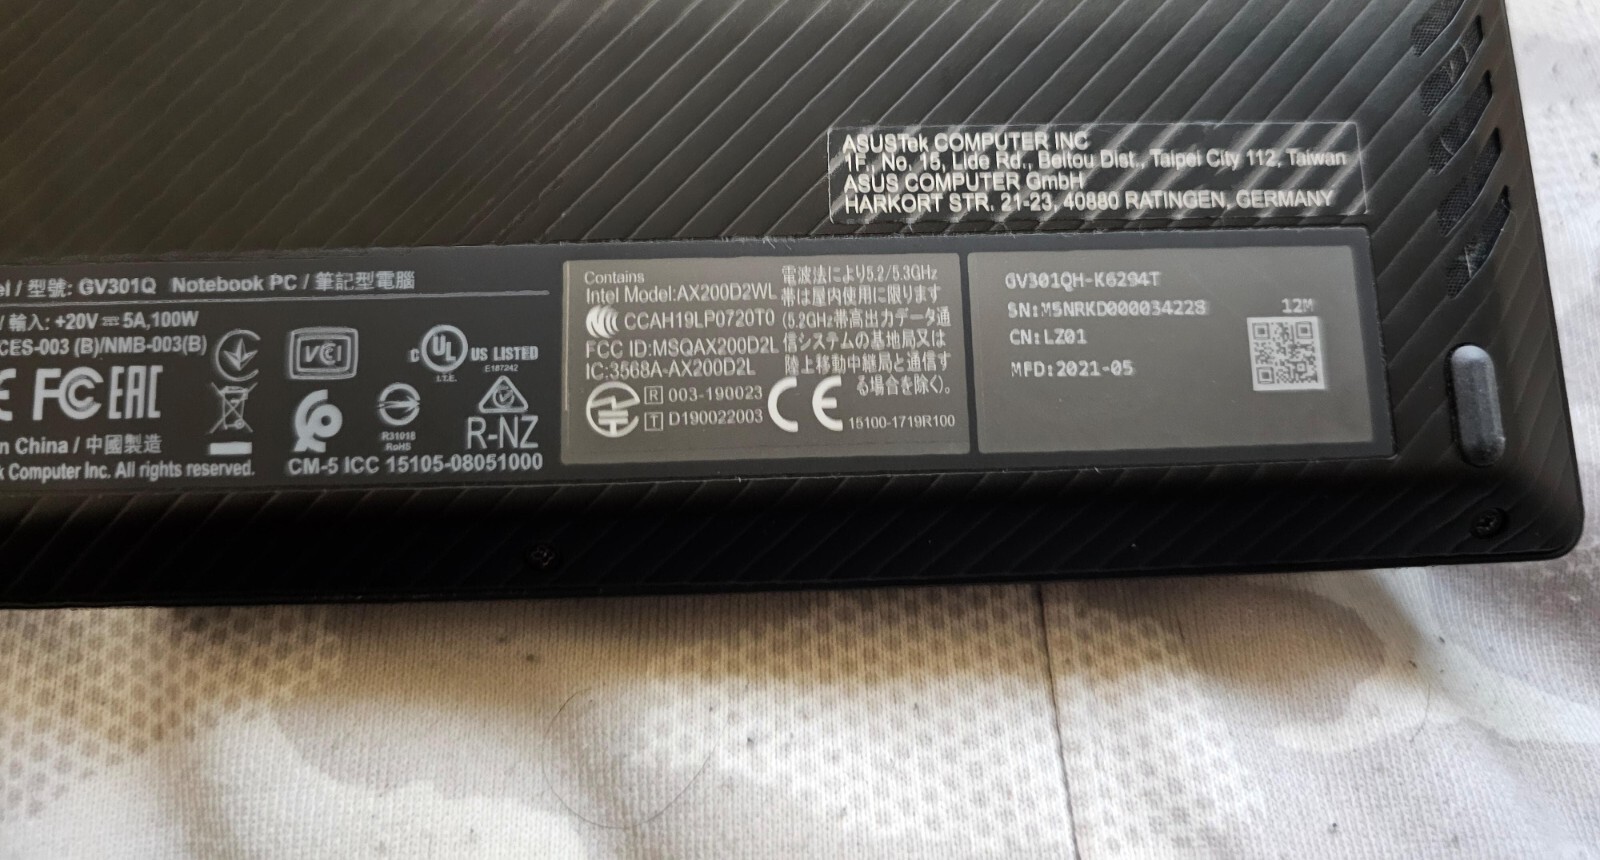 ASUSTek COMPUTER INC
1F., No. 15, Lide Rd., Beitou Dist., Taipei City 112, Taiwan
ASUS COMPUTER GmbH
HARKORT STR. 21-23, 40880 RATINGEN, GERMANY
el / 型號: GV301Q Notebook PC / 筆記型電腦
/ 輸入: +20V ⎓ 5A, 100W
CES-003 (B)/NMB-003(B)
VCCI
c UL US LISTED
I.T.E.
E187242
CE FC EAC
R31018
RoHS
R-NZ
n China / 中國製造
k Computer Inc. All rights reserved.
CM-5 ICC 15105-08051000
Contains
Intel Model:AX200D2WL
CCAH19LP0720T0
FCC ID:MSQAX200D2L
IC:3568A-AX200D2L
R 003-190023
T D190022003
電波法により5.2/5.3GHz
帯は屋内使用に限ります
(5.2GHz帯高出力データ通
信システムの基地局又は
陸上移動中継局と通信す
る場合を除く)。
CE
15100-1719R100
GV301QH-K6294T
SN:M5NRKD000034228
12M
CN:LZ01
MFD:2021-05